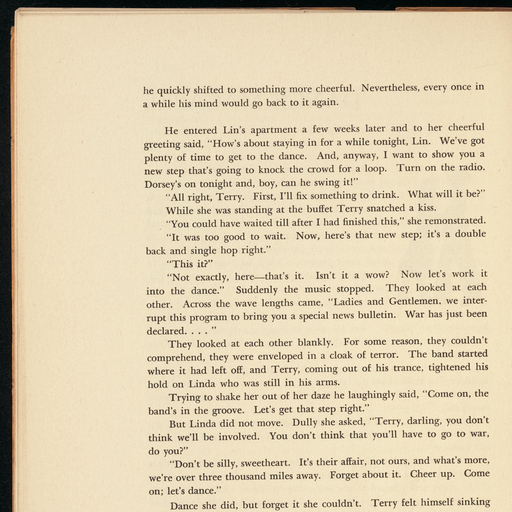 he quickly shifted to something more cheerful. Nevertheless, every once in
a while his mind would go back to it again.
He entered Lin's apartment a few weeks later and to her cheerful
greeting said, "How's about staying in for a while tonight, Lin. We've got
plenty of time to get to the dance. And, anyway, I want to show you a
new step that's going to knock the crowd for a loop. Turn on the radio.
Dorsey's on tonight and, boy, can he swing it!"
"All right, Terry. First, I'll fix something to drink. What will it be?"
While she was standing at the buffet Terry snatched a kiss.
"You could have waited till after I had finished this," she remonstrated.
"It was too good to wait. Now, here's that new step; it's a double
back and single hop right."
"This it?"
"Not exactly, here—that's it. Isn't it a wow? Now let's work it
into the dance." Suddenly the music stopped. They looked at each
other. Across the wave lengths came, "Ladies and Gentlemen, we inter-
rupt this program to bring you a special news bulletin. War has just been
declared. . . . "
They looked at each other blankly. For some reason, they couldn't
comprehend, they were enveloped in a cloak of terror. The band started
where it had left off, and Terry, coming out of his trance, tightened his
hold on Linda who was still in his arms.
Trying to shake her out of her daze he laughingly said, "Come on, the
band's in the groove. Let's get that step right."
But Linda did not move. Dully she asked, "Terry, darling, you don't
think we'll be involved. You don't think that you'll have to go to war,
do you?"
"Don't be silly, sweetheart. It's their affair, not ours, and what's more,
we're over three thousand miles away. Forget about it. Cheer up. Come
on; let's dance."
Dance she did, but forget it she couldn't. Terry felt himself sinking